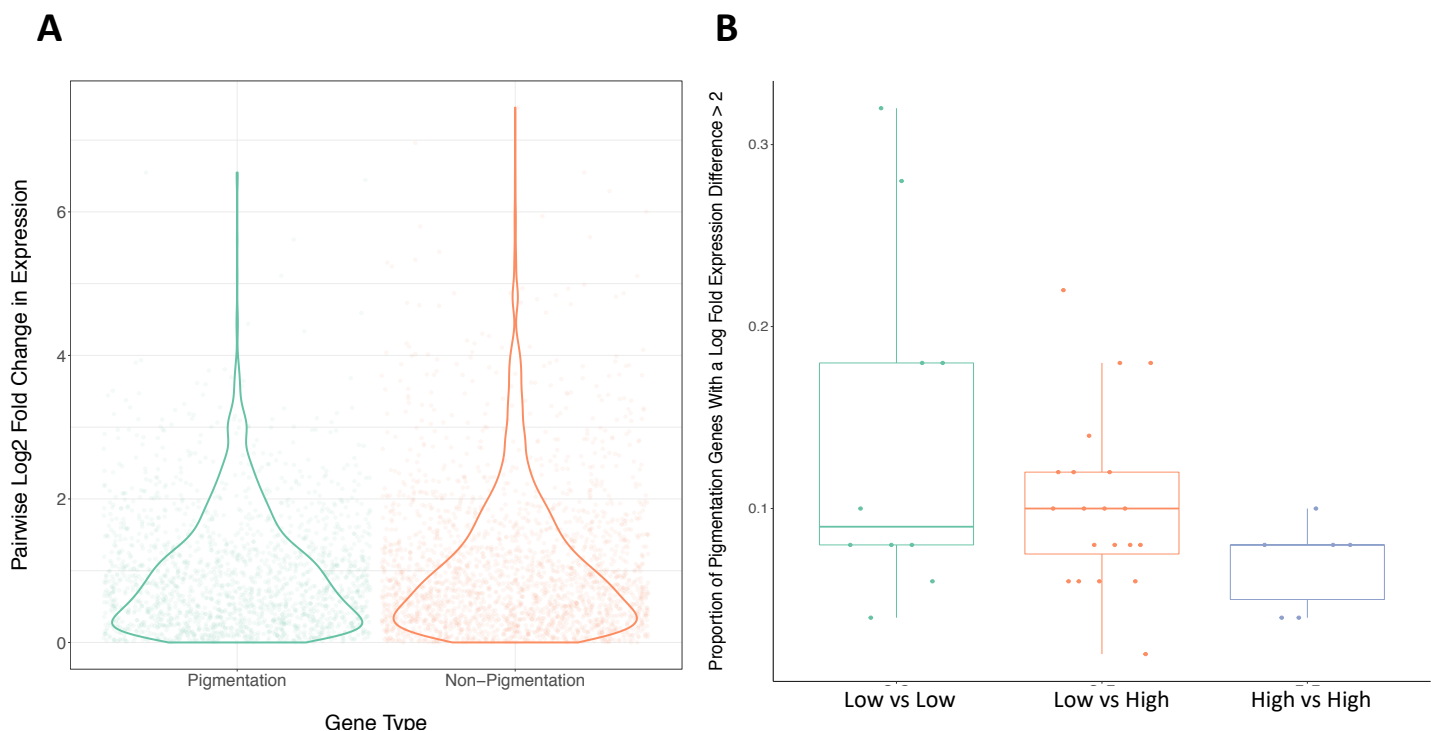 A
B
Pairwise Log2 Fold Change in Expression
6
4
2
0
Pigmentation
Non-Pigmentation
Gene Type
Proportion of Pigmentation Genes With a Log Fold Expression Difference > 2
0.3
0.2
0.1
Low vs Low
Low vs High
High vs High